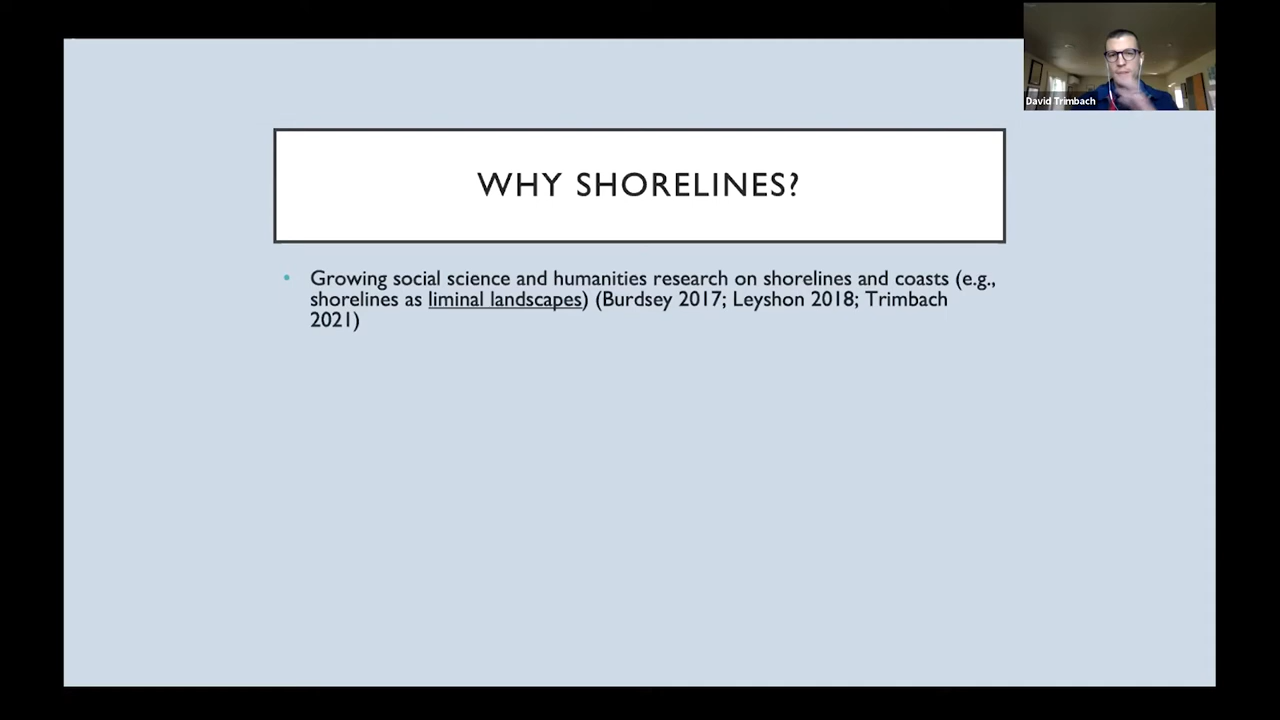 David Trimbach
WHY SHORELINES?
• Growing social science and humanities research on shorelines and coasts (e.g.,
shorelines as liminal landscapes) (Burdsey 2017; Leyshon 2018; Trimbach
2021)